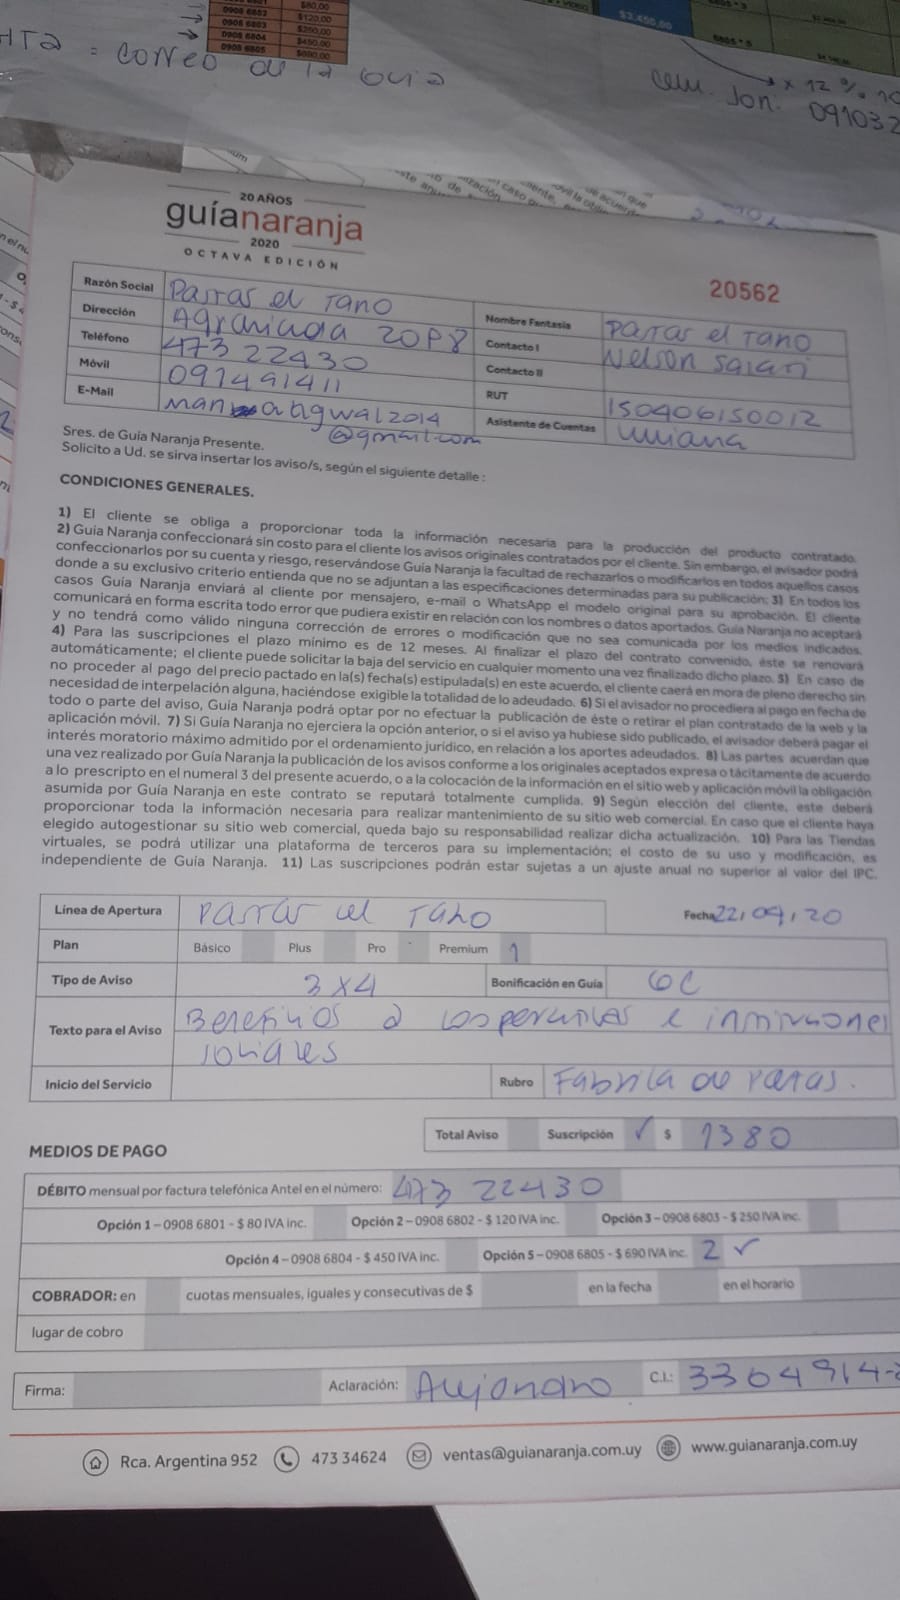 0908 6802 $120,00
0908 6803 $250,00
0908 6804 $450,00
0908 6805 $690,00
= correo de la guia
x 12 %
cem. Jon. 091032
20 AÑOS
guíanaranja
2020
OCTAVA EDICIÓN
20562
Razón Social Parras el Tano
Nombre Fantasía Parrar el Tano
Dirección 20P8
Contacto I Nelson
Teléfono 473 22430
Contacto II
Móvil 091491411
RUT 150406150012
E-Mail @gmail.com
Asistente de Cuentas
Sres. de Guía Naranja Presente.
Solicito a Ud. se sirva insertar los aviso/s, según el siguiente detalle :
CONDICIONES GENERALES.
1) El cliente se obliga a proporcionar toda la información necesaria para la producción del producto contratado.
2) Guía Naranja confeccionará sin costo para el cliente los avisos originales contratados por el cliente. Sin embargo, el avisador podrá
confeccionarlos por su cuenta y riesgo, reservándose Guía Naranja la facultad de rechazarlos o modificarlos en todos aquellos casos
donde a su exclusivo criterio entienda que no se adjuntan a las especificaciones determinadas para su publicación; 3) En todos los
casos Guía Naranja enviará al cliente por mensajero, e-mail o WhatsApp el modelo original para su aprobación. El cliente
comunicará en forma escrita todo error que pudiera existir en relación con los nombres o datos aportados. Guía Naranja no aceptará
y no tendrá como válido ninguna corrección de errores o modificación que no sea comunicada por los medios indicados.
4) Para las suscripciones el plazo mínimo es de 12 meses. Al finalizar el plazo del contrato convenido, éste se renovará
automáticamente; el cliente puede solicitar la baja del servicio en cualquier momento una vez finalizado dicho plazo. 5) En caso de
no proceder al pago del precio pactado en la(s) fecha(s) estipulada(s) en este acuerdo, el cliente caerá en mora de pleno derecho sin
necesidad de interpelación alguna, haciéndose exigible la totalidad de lo adeudado. 6) Si el avisador no procediera al pago en fecha de
todo o parte del aviso, Guía Naranja podrá optar por no efectuar la publicación de éste o retirar el plan contratado de la web y la
aplicación móvil. 7) Si Guía Naranja no ejerciera la opción anterior, o si el aviso ya hubiese sido publicado, el avisador deberá pagar el
interés moratorio máximo admitido por el ordenamiento jurídico, en relación a los aportes adeudados. 8) Las partes acuerdan que
una vez realizado por Guía Naranja la publicación de los avisos conforme a los originales aceptados expresa o tácitamente de acuerdo
a lo prescripto en el numeral 3 del presente acuerdo, o a la colocación de la información en el sitio web y aplicación móvil la obligación
asumida por Guía Naranja en este contrato se reputará totalmente cumplida. 9) Según elección del cliente, este deberá
proporcionar toda la información necesaria para realizar mantenimiento de su sitio web comercial. En caso que el cliente haya
elegido autogestionar su sitio web comercial, queda bajo su responsabilidad realizar dicha actualización. 10) Para las Tiendas
virtuales, se podrá utilizar una plataforma de terceros para su implementación; el costo de su uso y modificación, es
independiente de Guía Naranja. 11) Las suscripciones podrán estar sujetas a un ajuste anual no superior al valor del IPC.
Línea de Apertura Parrar el Tano Fecha 22/09/20
Plan Básico Plus Pro Premium 1
Tipo de Aviso 3x4 Bonificación en Guía 6C
Texto para el Aviso Beneficios a
Inicio del Servicio Rubro Fabrica de
Total Aviso Suscripción ✓ $ 1380
MEDIOS DE PAGO
DÉBITO mensual por factura telefónica Antel en el número: 473 22430
Opción 1 – 0908 6801 - $ 80 IVA inc. Opción 2 – 0908 6802 - $ 120 IVA inc. Opción 3 – 0908 6803 - $ 250 IVA inc.
Opción 4 – 0908 6804 - $ 450 IVA inc. Opción 5 – 0908 6805 - $ 690 IVA inc. 2 ✓
COBRADOR: en cuotas mensuales, iguales y consecutivas de $ en la fecha en el horario
lugar de cobro
Firma: Aclaración: Alejandro C.I.: 3364914-
Rca. Argentina 952 473 34624 ventas@guianaranja.com.uy www.guianaranja.com.uy